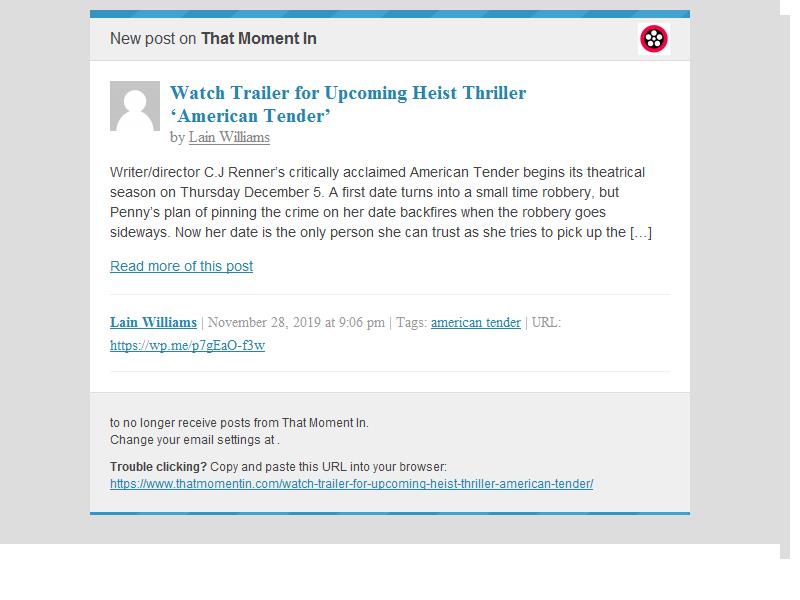 New post on That Moment In
Watch Trailer for Upcoming Heist Thriller
‘American Tender’
by Lain Williams
Writer/director C.J Renner’s critically acclaimed American Tender begins its theatrical
season on Thursday December 5. A first date turns into a small time robbery, but
Penny’s plan of pinning the crime on her date backfires when the robbery goes
sideways. Now her date is the only person she can trust as she tries to pick up the […]
Read more of this post
Lain Williams | November 28, 2019 at 9:06 pm | Tags: american tender | URL:
https://wp.me/p7gEaO-f3w
to no longer receive posts from That Moment In.
Change your email settings at .
Trouble clicking? Copy and paste this URL into your browser:
https://www.thatmomentin.com/watch-trailer-for-upcoming-heist-thriller-american-tender/